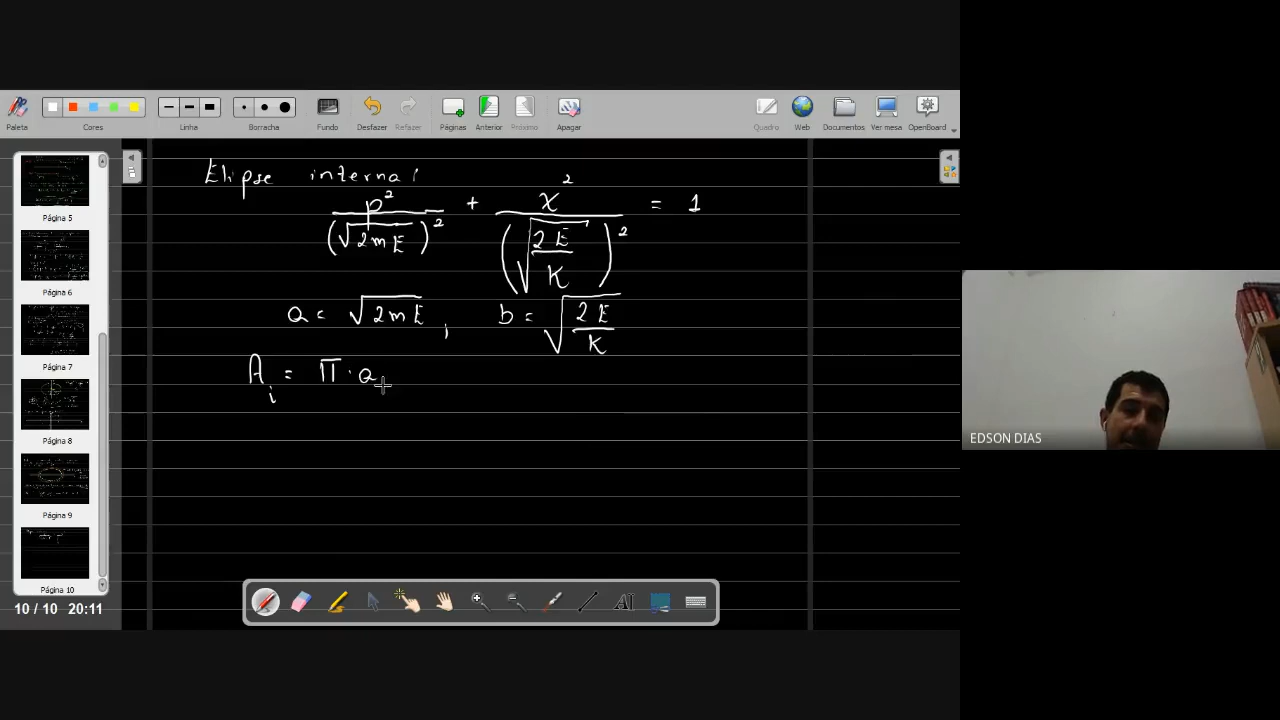 Paleta Cores Linha Borracha Fundo Desfazer Refazer Páginas Anterior Próximo Apagar Quadro Web Documentos Ver mesa OpenBoard
Página 5
Página 6
Página 7
Página 8
Página 9
Página 10
10 / 10 20:11
Elipse interna:
p² / (√2mE)² + x² / (√(2E/K))² = 1
a = √2mE , b = √(2E/K)
A_i = π · a
EDSON DIAS